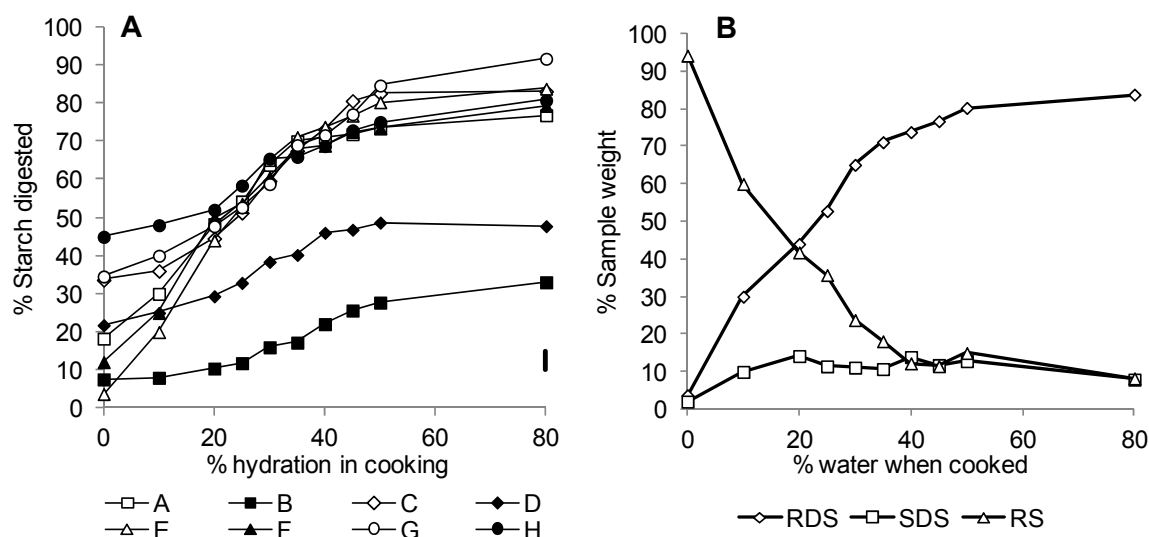 A
100
90
80
70
60
50
40
30
20
10
0
% Starch digested
0 20 40 60 80
% hydration in cooking
A B C D
E F G H
B
100
90
80
70
60
50
40
30
20
10
0
% Sample weight
0 20 40 60 80
% water when cooked
RDS SDS RS